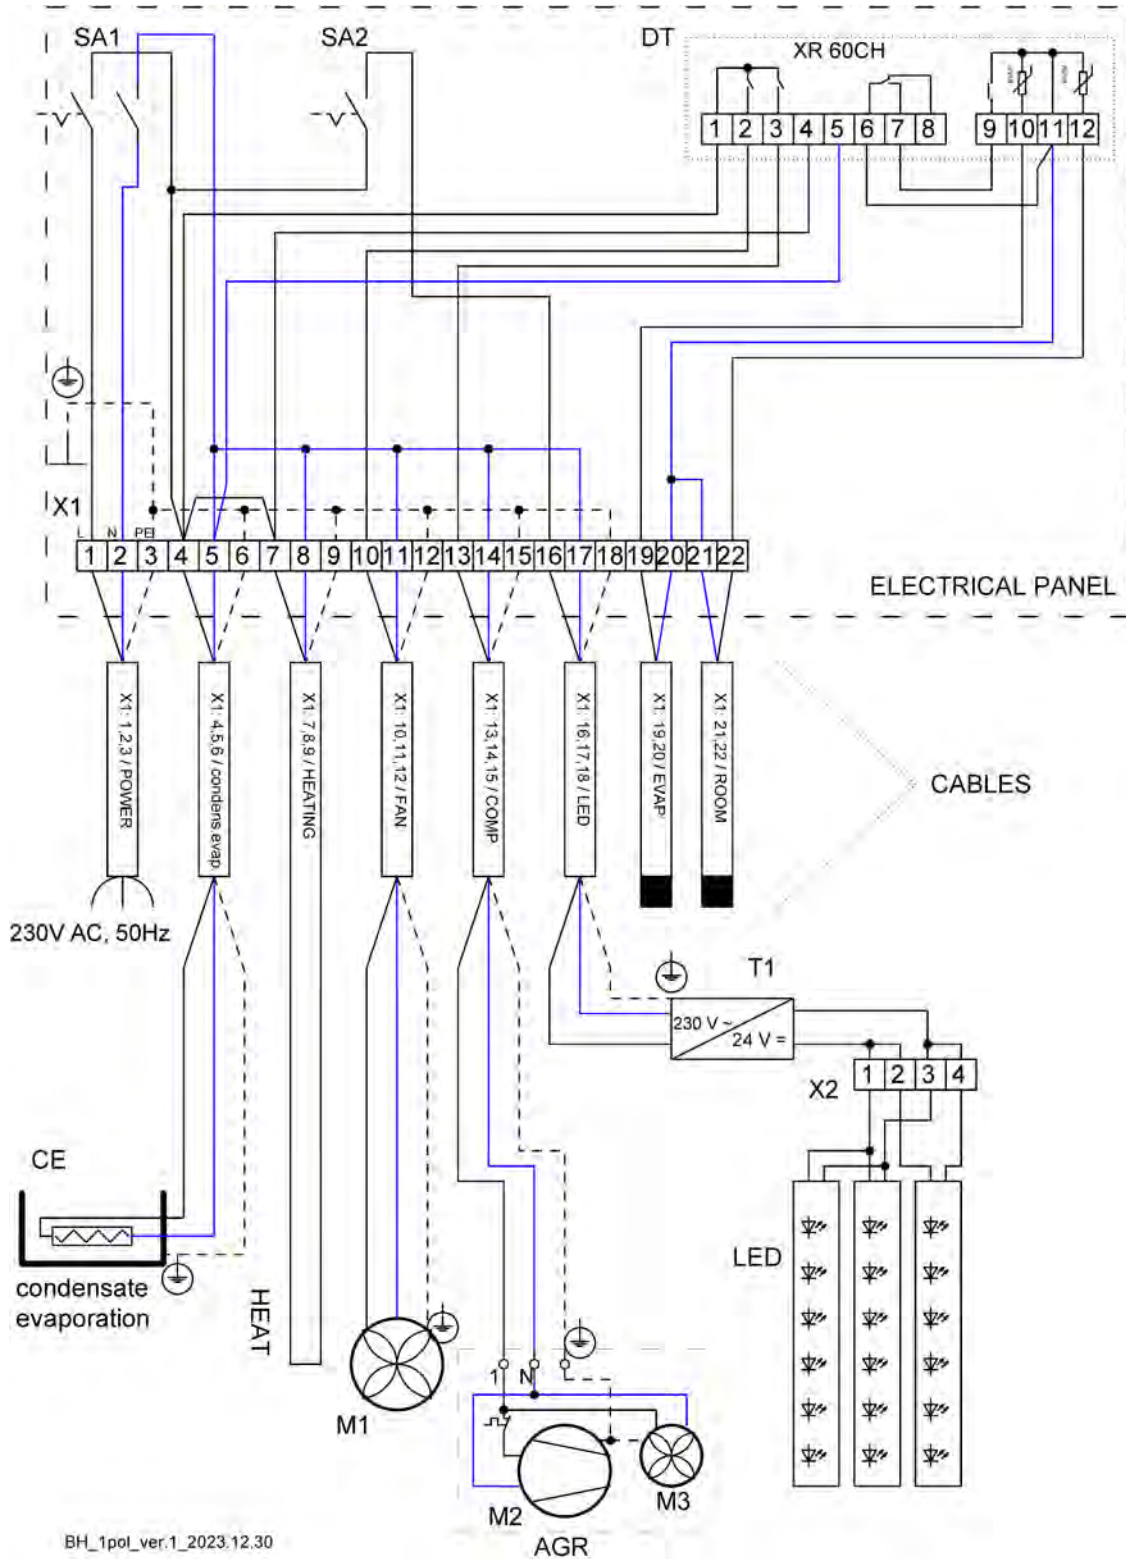 SA1
SA2
DT
XR 60CH
1 2 3 4 5 6 7 8
9 10 11 12
X1
L N PE
1 2 3 4 5 6 7 8 9 10 11 12 13 14 15 16 17 18 19 20 21 22
ELECTRICAL PANEL
X1: 1,2,3 / POWER
X1: 4,5,6 / condens.evap.
X1: 7,8,9 / HEATING
X1: 10,11,12 / FAN
X1: 13,14,15 / COMP
X1: 16,17,18 / LED
X1: 19,20 / EVAP
X1: 21,22 / ROOM
CABLES
230V AC, 50Hz
T1
230 V ~
24 V =
X2
1 2 3 4
CE
condensate
evaporation
HEAT
LED
1 N
M1
M2
M3
AGR
BH_1pol_ver.1_2023.12.30